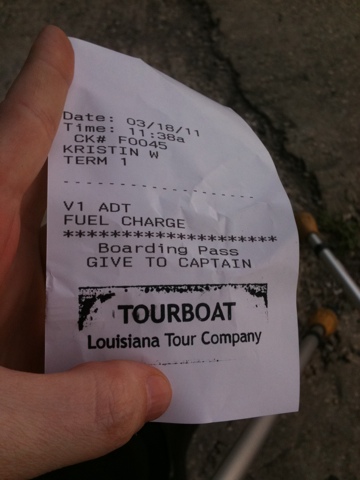 Date: 03/18/11
Time: 11:38a
CK# F0045
KRISTIN W
TERM 1
--------------------
V1 ADT
FUEL CHARGE
********************
Boarding Pass
GIVE TO CAPTAIN
TOURBOAT
Louisiana Tour Company